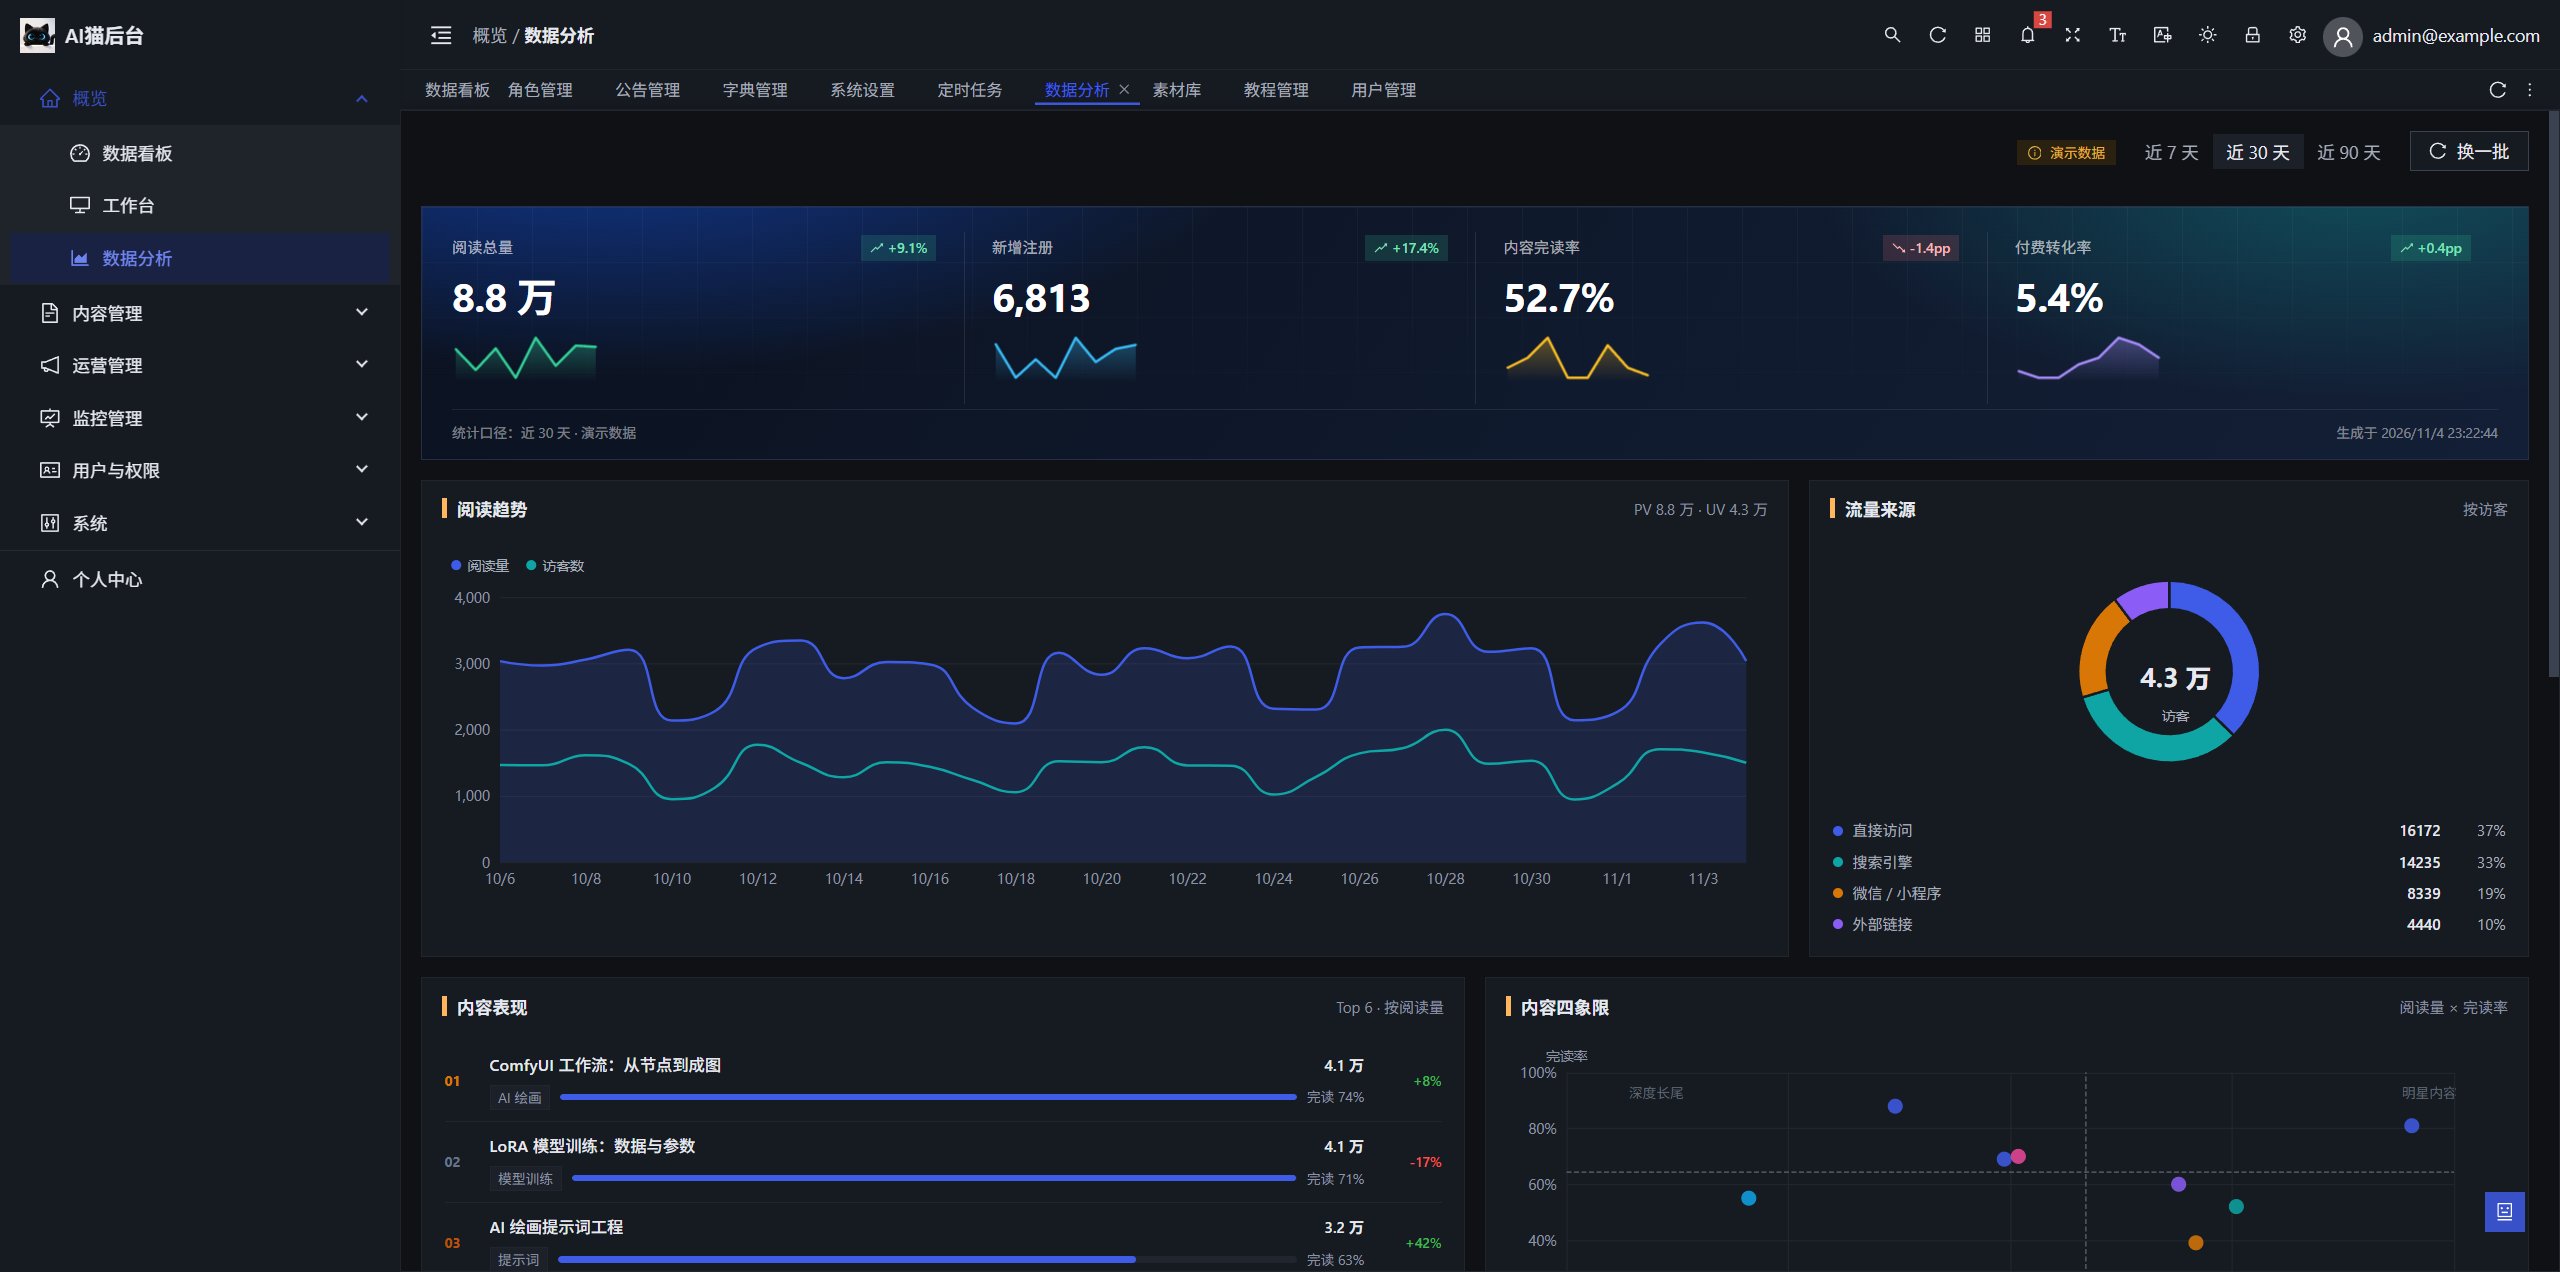 AI猫后台
概览 / 数据分析
3
admin@example.com
概览
数据看板
工作台
数据分析
内容管理
运营管理
监控管理
用户与权限
系统
个人中心
数据看板 角色管理 公告管理 字典管理 系统设置 定时任务 数据分析 素材库 教程管理 用户管理
演示数据 近 7 天 近 30 天 近 90 天 换一批
阅读总量 +9.1%
8.8 万
新增注册 +17.4%
6,813
内容完读率 -1.4pp
52.7%
付费转化率 +0.4pp
5.4%
统计口径：近 30 天 · 演示数据
生成于 2026/11/4 23:22:44
阅读趋势
PV 8.8 万 · UV 4.3 万
阅读量 访客数
4,000
3,000
2,000
1,000
0
10/6 10/8 10/10 10/12 10/14 10/16 10/18 10/20 10/22 10/24 10/26 10/28 10/30 11/1 11/3
流量来源
按访客
4.3 万
访客
直接访问 16172 37%
搜索引擎 14235 33%
微信 / 小程序 8339 19%
外部链接 4440 10%
内容表现
Top 6 · 按阅读量
01 ComfyUI 工作流：从节点到成图 4.1 万
AI 绘画 完读 74% +8%
02 LoRA 模型训练：数据与参数 4.1 万
模型训练 完读 71% -17%
03 AI 绘画提示词工程 3.2 万
提示词 完读 63% +42%
内容四象限
阅读量 × 完读率
完读率
100%
深度长尾 明星内容
80%
60%
40%